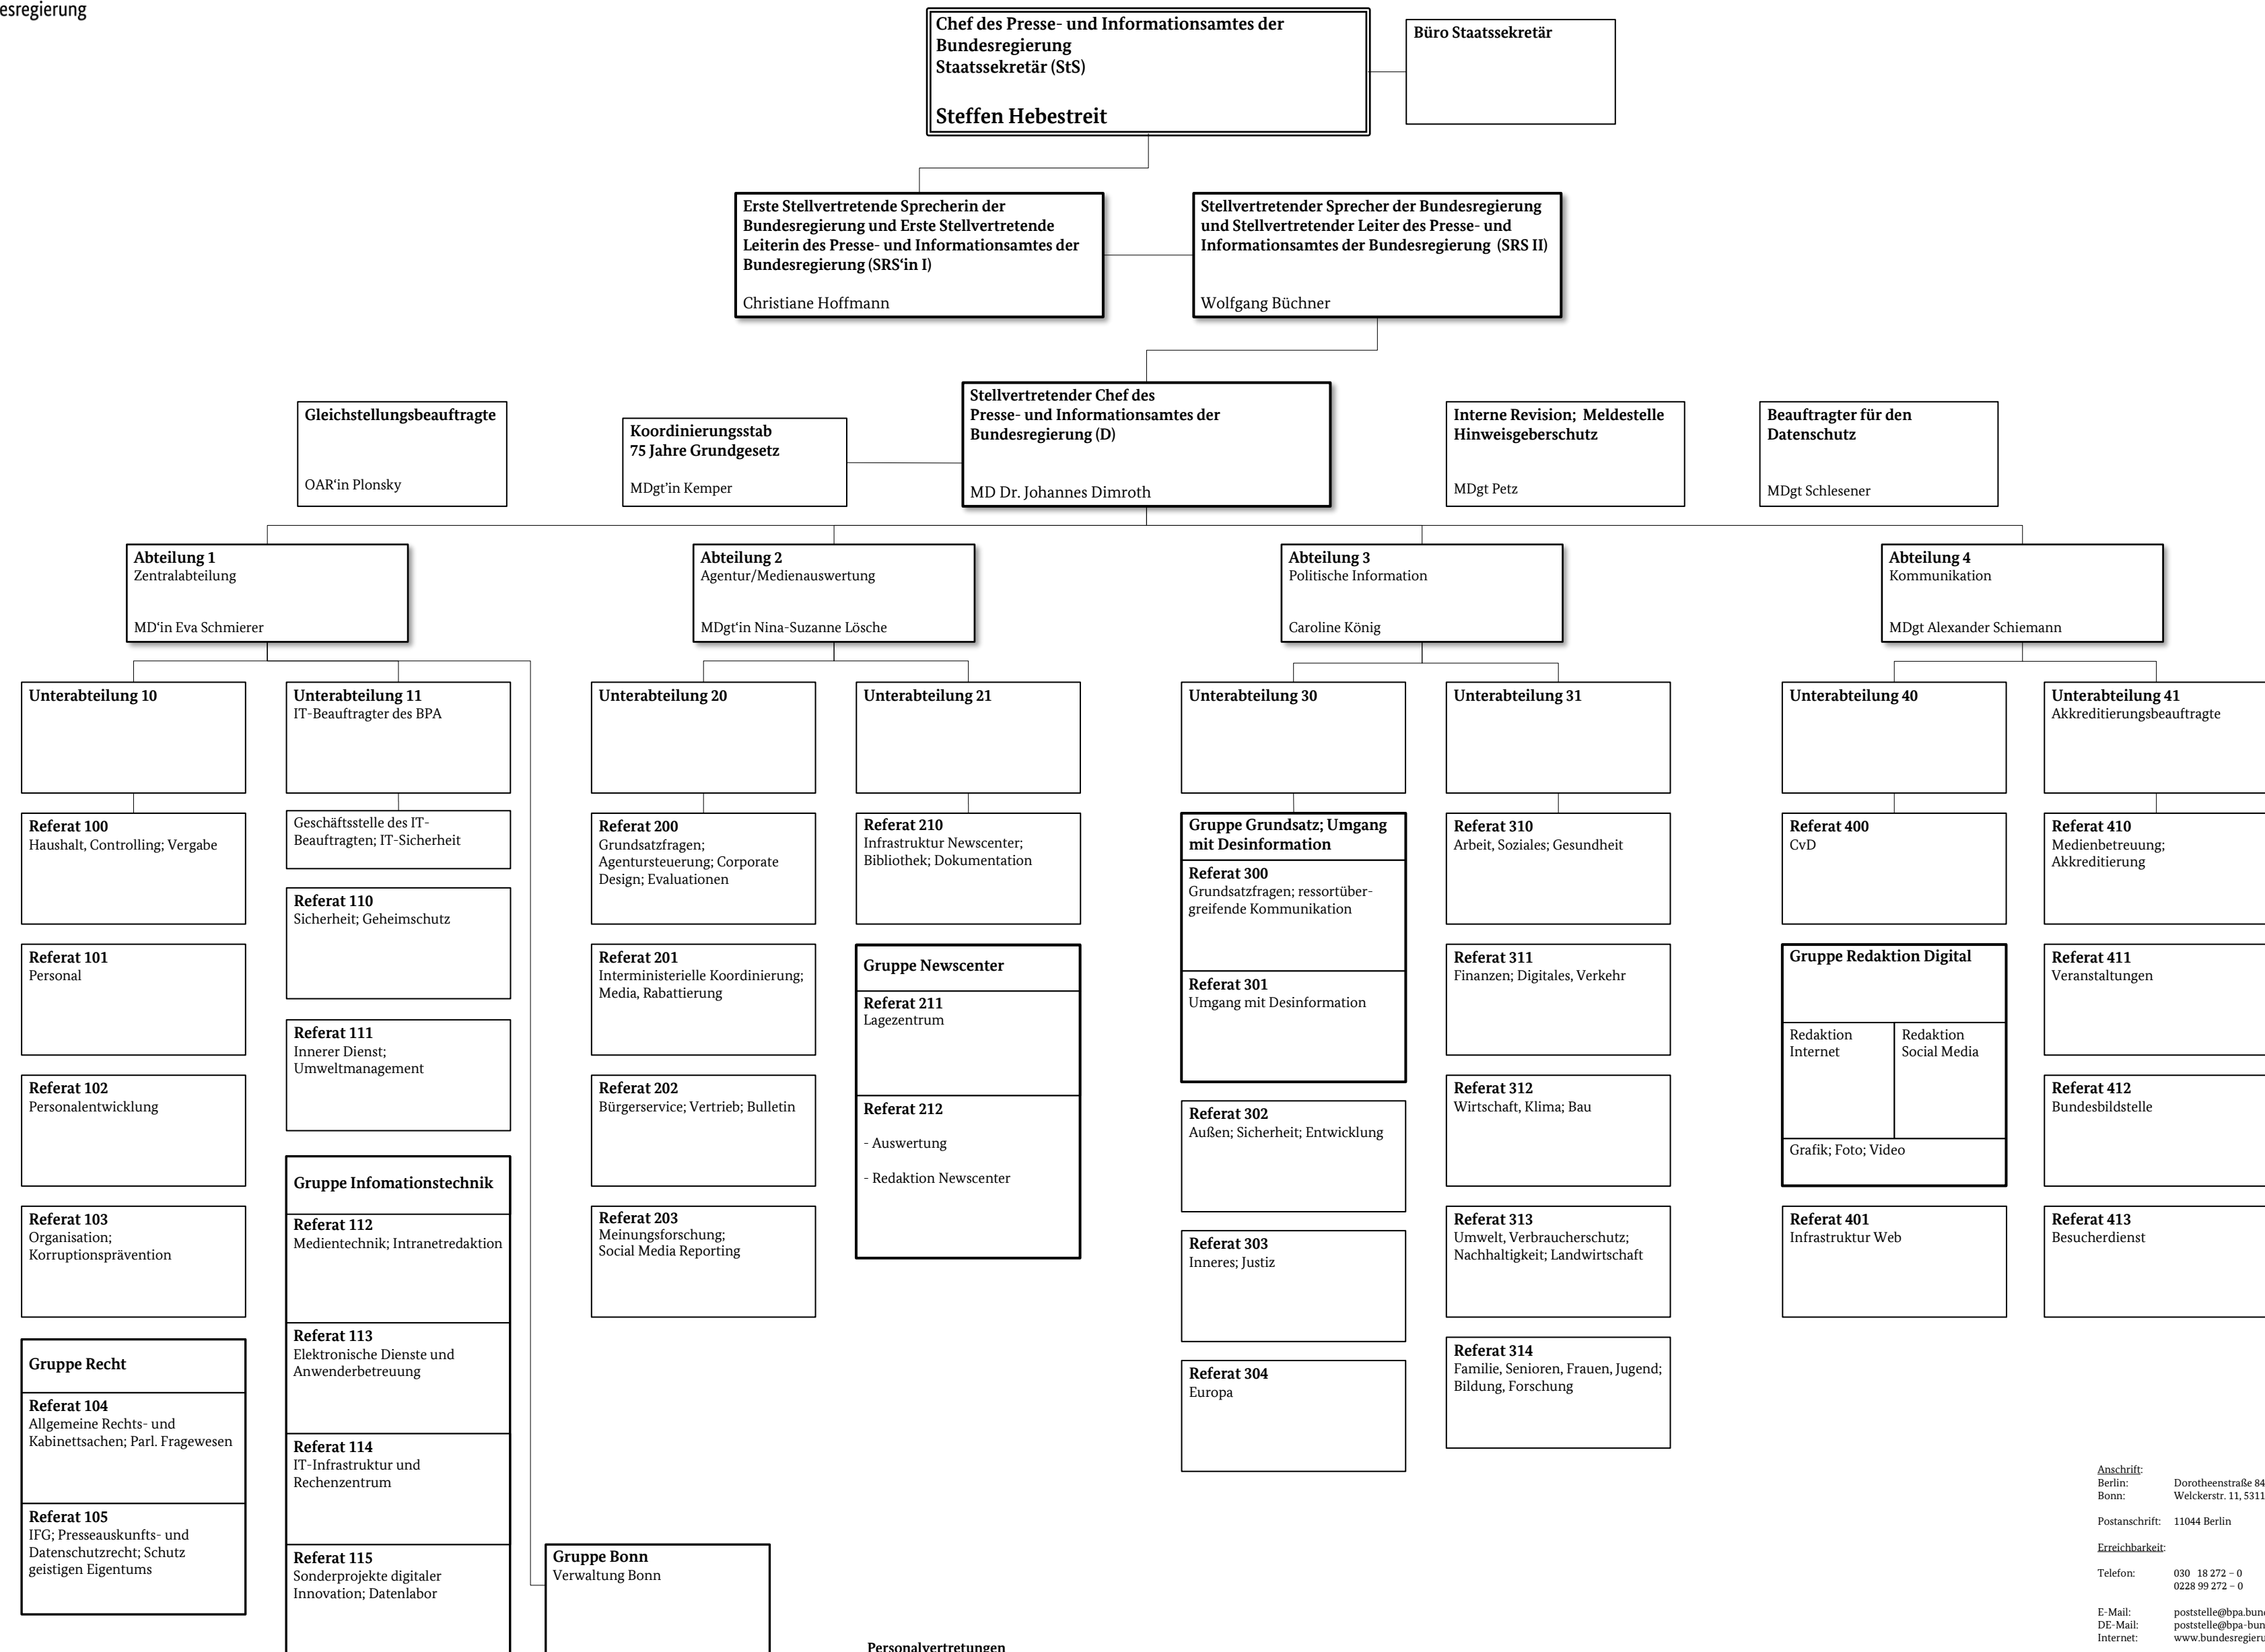 esregierung
Chef des Presse- und Informationsamtes der
Bundesregierung
Staatssekretär (StS)
Steffen Hebestreit
Büro Staatssekretär
Erste Stellvertretende Sprecherin der
Bundesregierung und Erste Stellvertretende
Leiterin des Presse- und Informationsamtes der
Bundesregierung (SRS‘in I)
Christiane Hoffmann
Stellvertretender Sprecher der Bundesregierung
und Stellvertretender Leiter des Presse- und
Informationsamtes der Bundesregierung (SRS II)
Wolfgang Büchner
Gleichstellungsbeauftragte
OAR‘in Plonsky
Koordinierungsstab
75 Jahre Grundgesetz
MDgt’in Kemper
Stellvertretender Chef des
Presse- und Informationsamtes der
Bundesregierung (D)
MD Dr. Johannes Dimroth
Interne Revision; Meldestelle
Hinweisgeberschutz
MDgt Petz
Beauftragter für den
Datenschutz
MDgt Schlesener
Abteilung 1
Zentralabteilung
MD‘in Eva Schmierer
Abteilung 2
Agentur/Medienauswertung
MDgt‘in Nina-Suzanne Lösche
Abteilung 3
Politische Information
Caroline König
Abteilung 4
Kommunikation
MDgt Alexander Schiemann
Unterabteilung 10
Referat 100
Haushalt, Controlling; Vergabe
Referat 101
Personal
Referat 102
Personalentwicklung
Referat 103
Organisation;
Korruptionsprävention
Gruppe Recht
Referat 104
Allgemeine Rechts- und
Kabinettsachen; Parl. Fragewesen
Referat 105
IFG; Presseauskunfts- und
Datenschutzrecht; Schutz
geistigen Eigentums
Unterabteilung 11
IT-Beauftragter des BPA
Geschäftsstelle des IT-
Beauftragten; IT-Sicherheit
Referat 110
Sicherheit; Geheimschutz
Referat 111
Innerer Dienst;
Umweltmanagement
Gruppe Infomationstechnik
Referat 112
Medientechnik; Intranetredaktion
Referat 113
Elektronische Dienste und
Anwenderbetreuung
Referat 114
IT-Infrastruktur und
Rechenzentrum
Referat 115
Sonderprojekte digitaler
Innovation; Datenlabor
Gruppe Bonn
Verwaltung Bonn
Unterabteilung 20
Referat 200
Grundsatzfragen;
Agentursteuerung; Corporate
Design; Evaluationen
Referat 201
Interministerielle Koordinierung;
Media, Rabattierung
Referat 202
Bürgerservice; Vertrieb; Bulletin
Referat 203
Meinungsforschung;
Social Media Reporting
Unterabteilung 21
Referat 210
Infrastruktur Newscenter;
Bibliothek; Dokumentation
Gruppe Newscenter
Referat 211
Lagezentrum
Referat 212
- Auswertung
- Redaktion Newscenter
Unterabteilung 30
Gruppe Grundsatz; Umgang
mit Desinformation
Referat 300
Grundsatzfragen; ressortüber-
greifende Kommunikation
Referat 301
Umgang mit Desinformation
Referat 302
Außen; Sicherheit; Entwicklung
Referat 303
Inneres; Justiz
Referat 304
Europa
Unterabteilung 31
Referat 310
Arbeit, Soziales; Gesundheit
Referat 311
Finanzen; Digitales, Verkehr
Referat 312
Wirtschaft, Klima; Bau
Referat 313
Umwelt, Verbraucherschutz;
Nachhaltigkeit; Landwirtschaft
Referat 314
Familie, Senioren, Frauen, Jugend;
Bildung, Forschung
Unterabteilung 40
Referat 400
CvD
Gruppe Redaktion Digital
Redaktion
Internet
Redaktion
Social Media
Grafik; Foto; Video
Referat 401
Infrastruktur Web
Unterabteilung 41
Akkreditierungsbeauftragte
Referat 410
Medienbetreuung;
Akkreditierung
Referat 411
Veranstaltungen
Referat 412
Bundesbildstelle
Referat 413
Besucherdienst
Anschrift:
Berlin: Dorotheenstraße 84
Bonn: Welckerstr. 11, 5311
Postanschrift: 11044 Berlin
Erreichbarkeit:
Telefon: 030 18 272 – 0
0228 99 272 – 0
E-Mail: poststelle@bpa.bun
DE-Mail: poststelle@bpa-bun
Internet: www.bundesregieru
Personalvertretungen